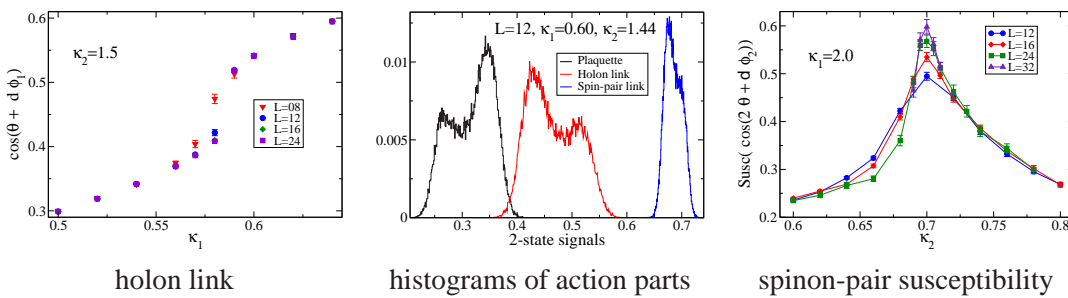 cos(θ + d ϕ₁)
0.6
0.5
0.4
0.3
κ₂=1.5
L=08
L=12
L=16
L=24
0.5
0.55
0.6
κ₁
holon link
L=12, κ₁=0.60, κ₂=1.44
0.01
0.005
0
Plaquette
Holon link
Spin-pair link
0.3
0.4
0.5
0.6
0.7
2-state signals
histograms of action parts
Susc( cos(2 θ + d ϕ₂))
0.6
0.5
0.4
0.3
0.2
κ₁=2.0
L=12
L=16
L=24
L=32
0.6
0.65
0.7
0.75
0.8
κ₂
spinon-pair susceptibility